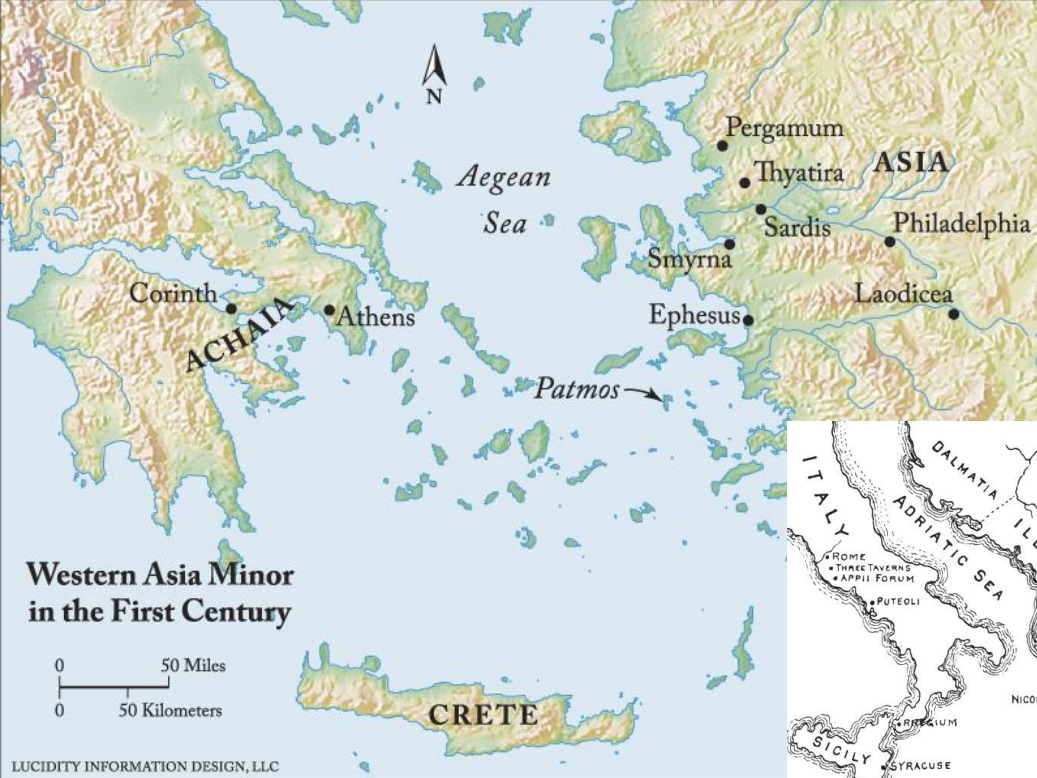 N
Pergamum
Thyatira
ASIA
Aegean
Sea
Sardis
Philadelphia
Smyrna
Corinth
ACHAIA
Athens
Ephesus
Laodicea
Patmos
Western Asia Minor
in the First Century
0 50 Miles
0 50 Kilometers
CRETE
LUCIDITY INFORMATION DESIGN, LLC
ITALY
DALMATIA
ADRIATIC SEA
ILL
ROME
THREE TAVERNS
APPII FORUM
PUTEOLI
NICO
RHEGIUM
SICILY
SYRACUSE